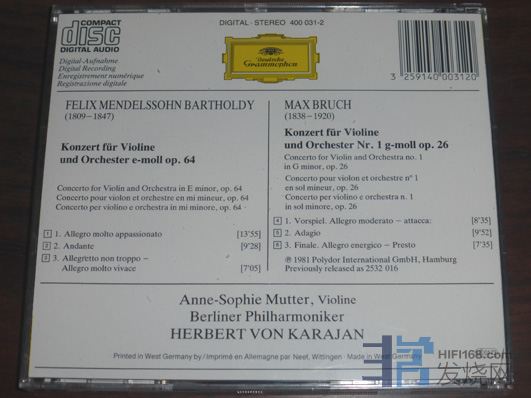 COMPACT
disc
DIGITAL AUDIO
Digital-Aufnahme
Digital Recording
Enregistrement numérique
Registrazione digitale
DIGITAL · STEREO 400 031-2
Deutsche
Grammophon
3 259140 003120
FELIX MENDELSSOHN BARTHOLDY
(1809–1847)
Konzert für Violine
und Orchester e-moll op. 64
Concerto for Violin and Orchestra in E minor, op. 64
Concerto pour violon et orchestre en mi mineur, op. 64
Concerto per violino e orchestra in mi minore, op. 64
1 1. Allegro molto appassionato [13'55]
2 2. Andante [9'28]
3 3. Allegretto non troppo –
Allegro molto vivace [7'05]
MAX BRUCH
(1838–1920)
Konzert für Violine
und Orchester Nr. 1 g-moll op. 26
Concerto for Violin and Orchestra no. 1
in G minor, op. 26
Concerto pour violon et orchestre n° 1
en sol mineur, op. 26
Concerto per violino e orchestra n. 1
in sol minore, op. 26
4 1. Vorspiel. Allegro moderato – attacca: [8'35]
5 2. Adagio [9'52]
6 3. Finale. Allegro energico – Presto [7'35]
℗ 1981 Polydor International GmbH, Hamburg
Previously released as 2532 016
Anne-Sophie Mutter, Violine
Berliner Philharmoniker
HERBERT VON KARAJAN
Printed in West Germany by / Imprimé en Allemagne par Neef, Wittingen · Made in West Germany
HIFI168.com
发烧网